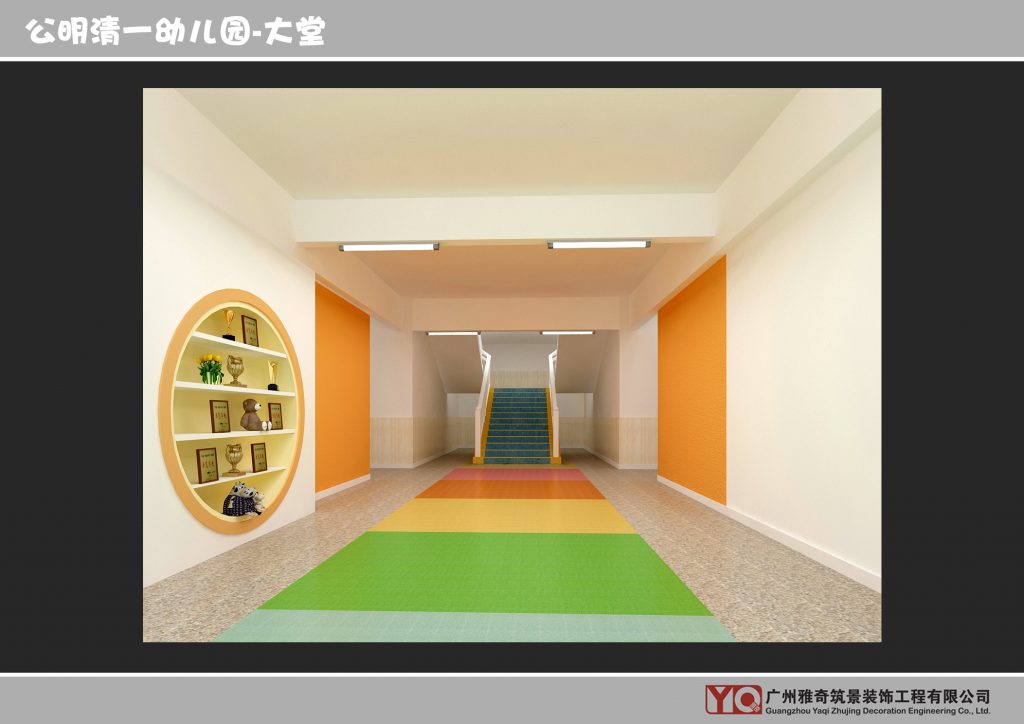 公明清一幼儿园-大堂
YQ
广州雅奇筑景装饰工程有限公司
Guangzhou Yaqi Zhujing Decoration Engineering Co., Ltd.